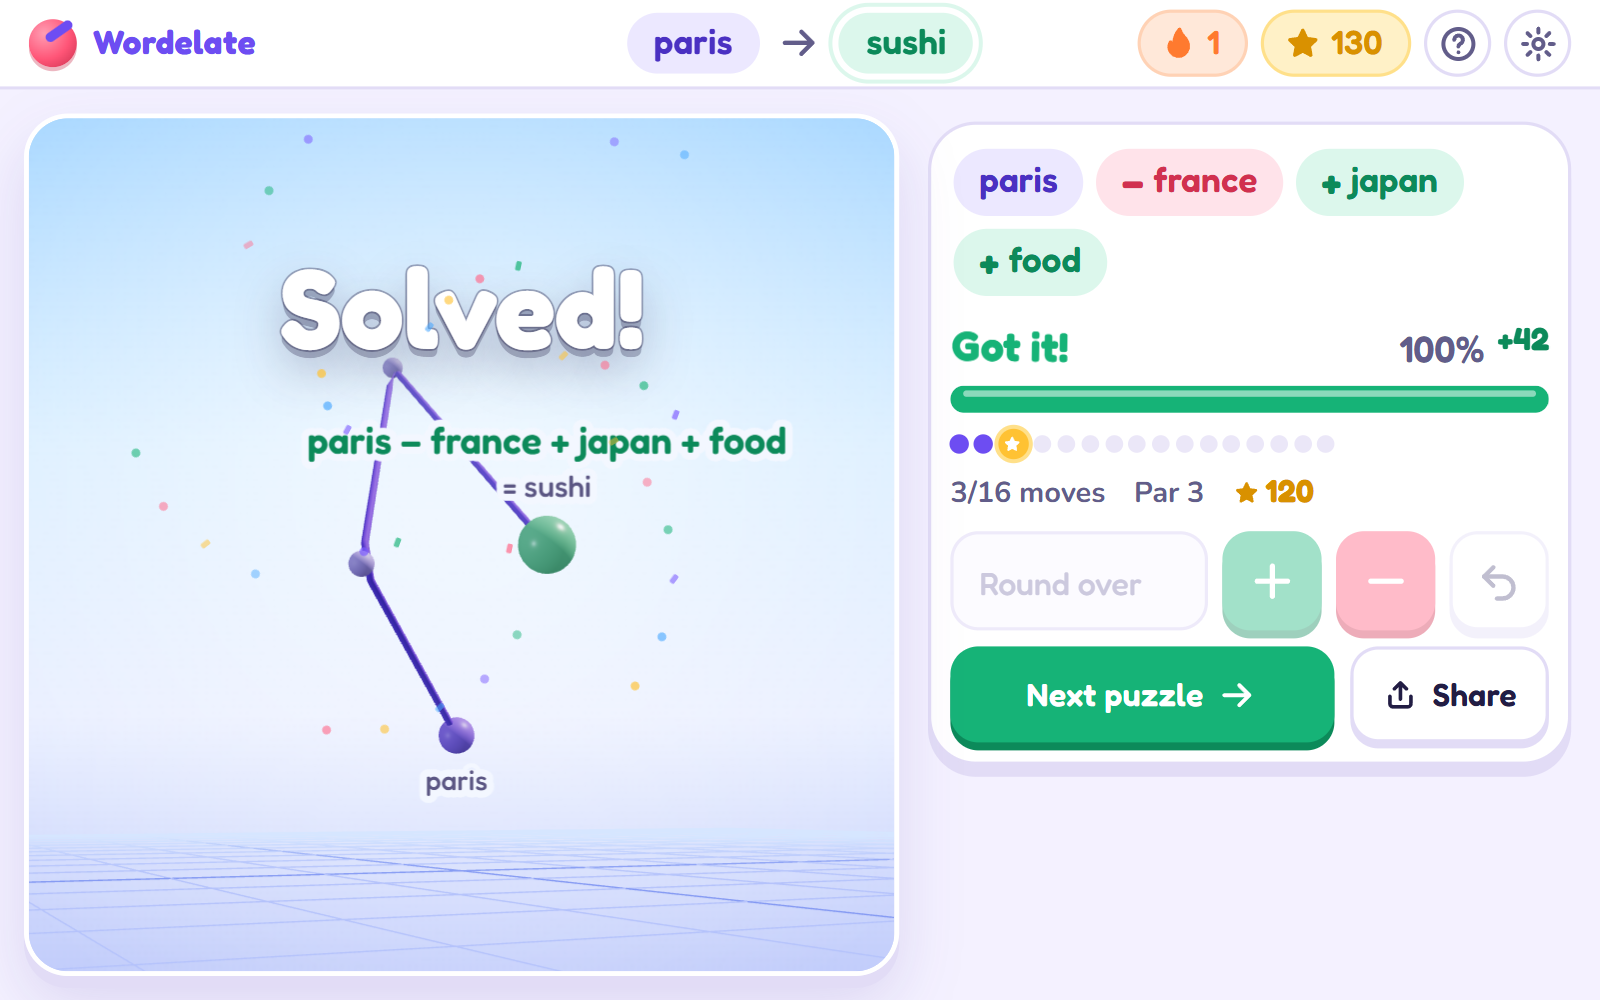 Wordelate
paris → sushi
1
130
Solved!
paris – france + japan + food
= sushi
paris
paris – france + japan
+ food
Got it!
100% +42
3/16 moves Par 3 120
Round over
Next puzzle →
Share